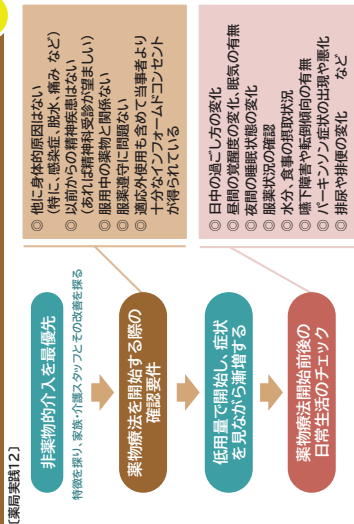 [薬局実践12]
非薬物的介入を最優先
特徴を探り、家族・介護スタッフとその改善を探る
薬物療法を開始する際の
確認要件
低用量で開始し、症状
を見ながら漸増する
薬物療法開始前後の
日常生活のチェック
◎ 他に身体的原因はない
(特に、感染症、脱水、痛み など)
◎ 以前からの精神疾患はない
(あれば精神科受診が望ましい)
◎ 服用中の薬物と関係ない
◎ 服薬遵守に問題ない
◎ 適応外使用も含めて当事者より
十分なインフォームドコンセント
が得られている
◎ 日中の過ごし方の変化
◎ 昼間の覚醒度の変化、眠気の有無
◎ 夜間の睡眠状態の変化
◎ 服薬状況の確認
◎ 水分、食事の摂取状況
◎ 嚥下障害や転倒傾向の有無
◎ パーキンソン症状の出現や悪化
◎ 排尿や排便の変化 など